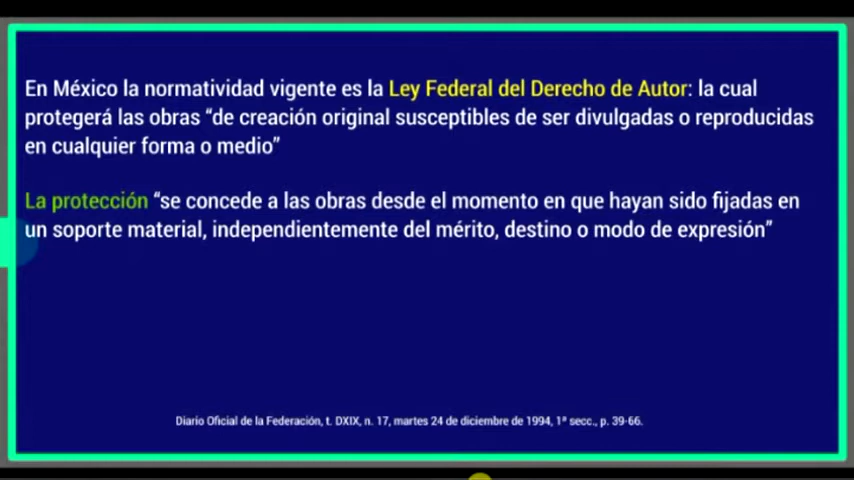 En México la normatividad vigente es la Ley Federal del Derecho de Autor: la cual
protegerá las obras “de creación original susceptibles de ser divulgadas o reproducidas
en cualquier forma o medio”
La protección “se concede a las obras desde el momento en que hayan sido fijadas en
un soporte material, independientemente del mérito, destino o modo de expresión”
Diario Oficial de la Federación, t. DXIX, n. 17, martes 24 de diciembre de 1994, 1ª secc., p. 39-66.